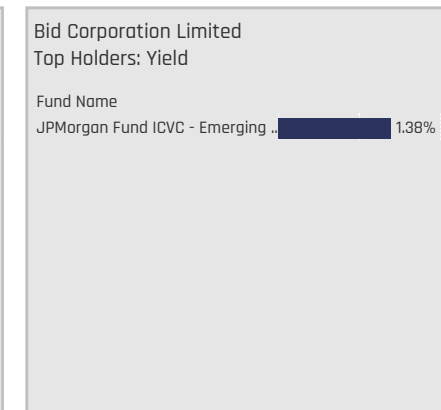 Bid Corporation Limited
Top Holders: Yield
Fund Name
JPMorgan Fund ICVC - Emerging .. 1.38%